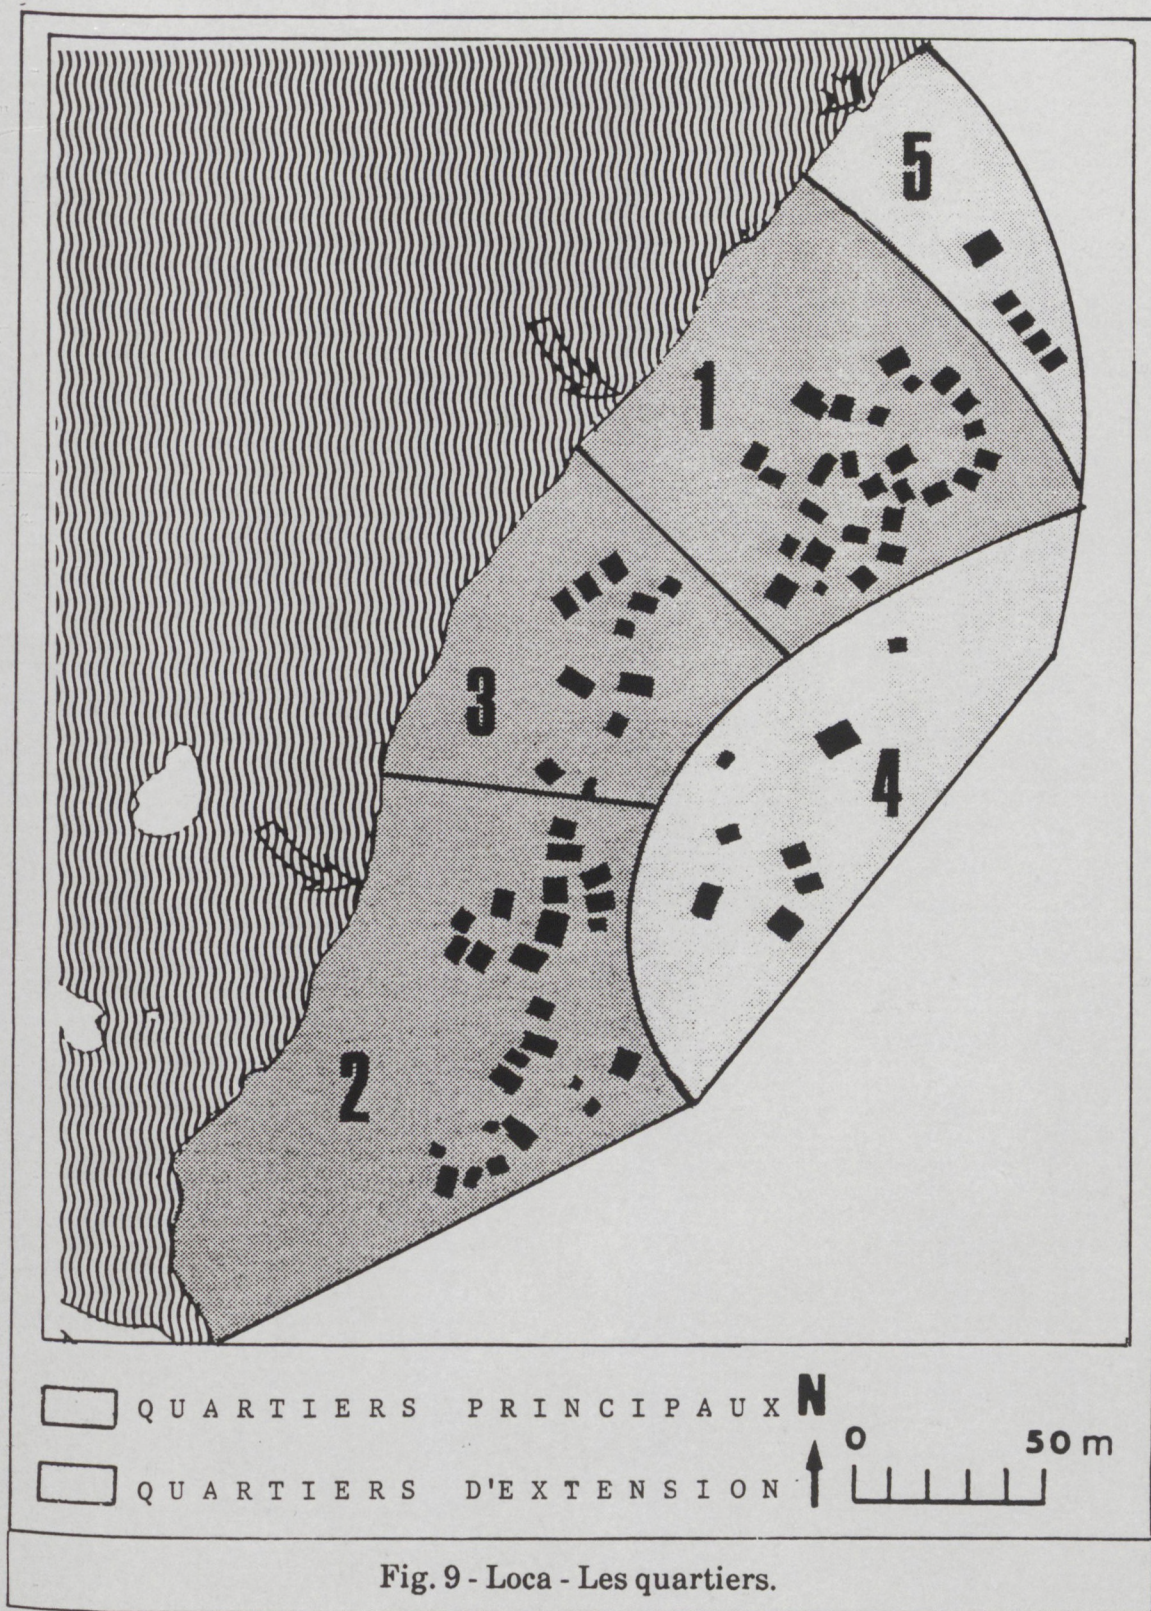 5
1
3
4
2
QUARTIERS PRINCIPAUX
N
0 50 m
QUARTIERS D'EXTENSION
Fig. 9 - Loca - Les quartiers.